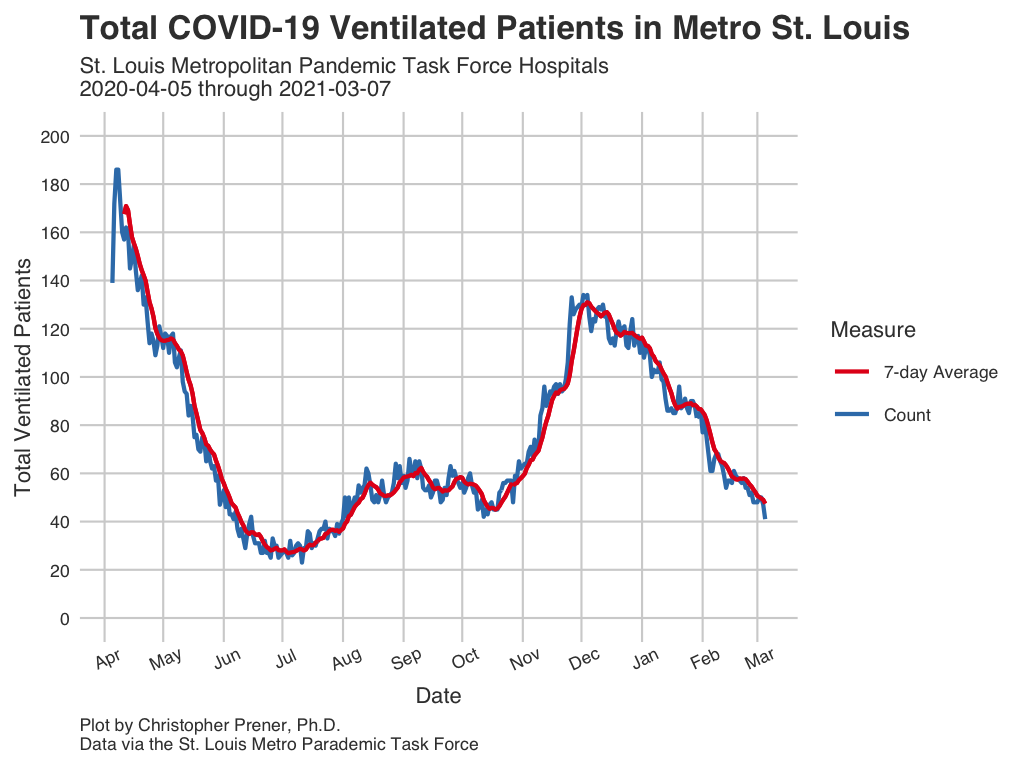 Total COVID-19 Ventilated Patients in Metro St. Louis
St. Louis Metropolitan Pandemic Task Force Hospitals
2020-04-05 through 2021-03-07
Total Ventilated Patients
200
180
160
140
120
100
80
60
40
20
0
Apr May Jun Jul Aug Sep Oct Nov Dec Jan Feb Mar
Date
Measure
7-day Average
Count
Plot by Christopher Prener, Ph.D.
Data via the St. Louis Metro Parademic Task Force